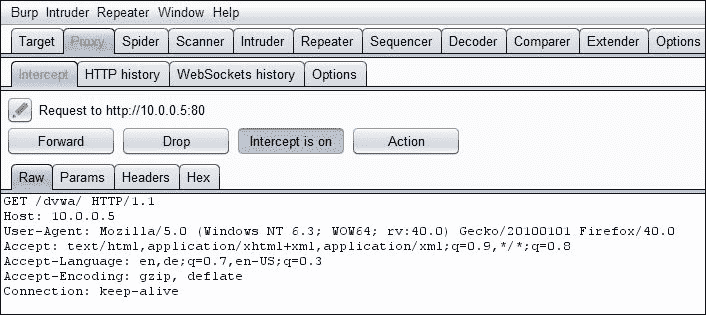 Burp Intruder Repeater Window Help
Target Proxy Spider Scanner Intruder Repeater Sequencer Decoder Comparer Extender Options
Intercept HTTP history WebSockets history Options
Request to http://10.0.0.5:80
Forward Drop Intercept is on Action
Raw Params Headers Hex
GET /dvwa/ HTTP/1.1
Host: 10.0.0.5
User-Agent: Mozilla/5.0 (Windows NT 6.3; WOW64; rv:40.0) Gecko/20100101 Firefox/40.0
Accept: text/html,application/xhtml+xml,application/xml;q=0.9,*/*;q=0.8
Accept-Language: en,de;q=0.7,en-US;q=0.3
Accept-Encoding: gzip, deflate
Connection: keep-alive